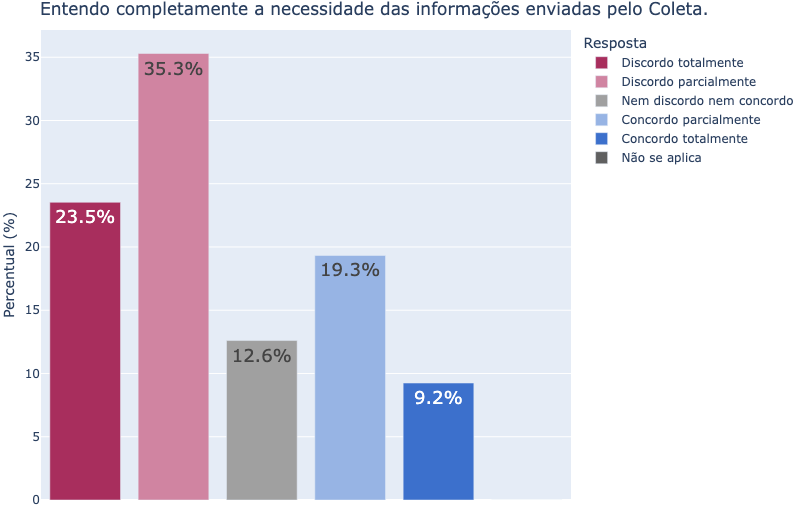 Entendo completamente a necessidade das informações enviadas pelo Coleta.
Percentual (%)
35
30
25
20
15
10
5
0
23.5%
35.3%
12.6%
19.3%
9.2%
Resposta
Discordo totalmente
Discordo parcialmente
Nem discordo nem concordo
Concordo parcialmente
Concordo totalmente
Não se aplica